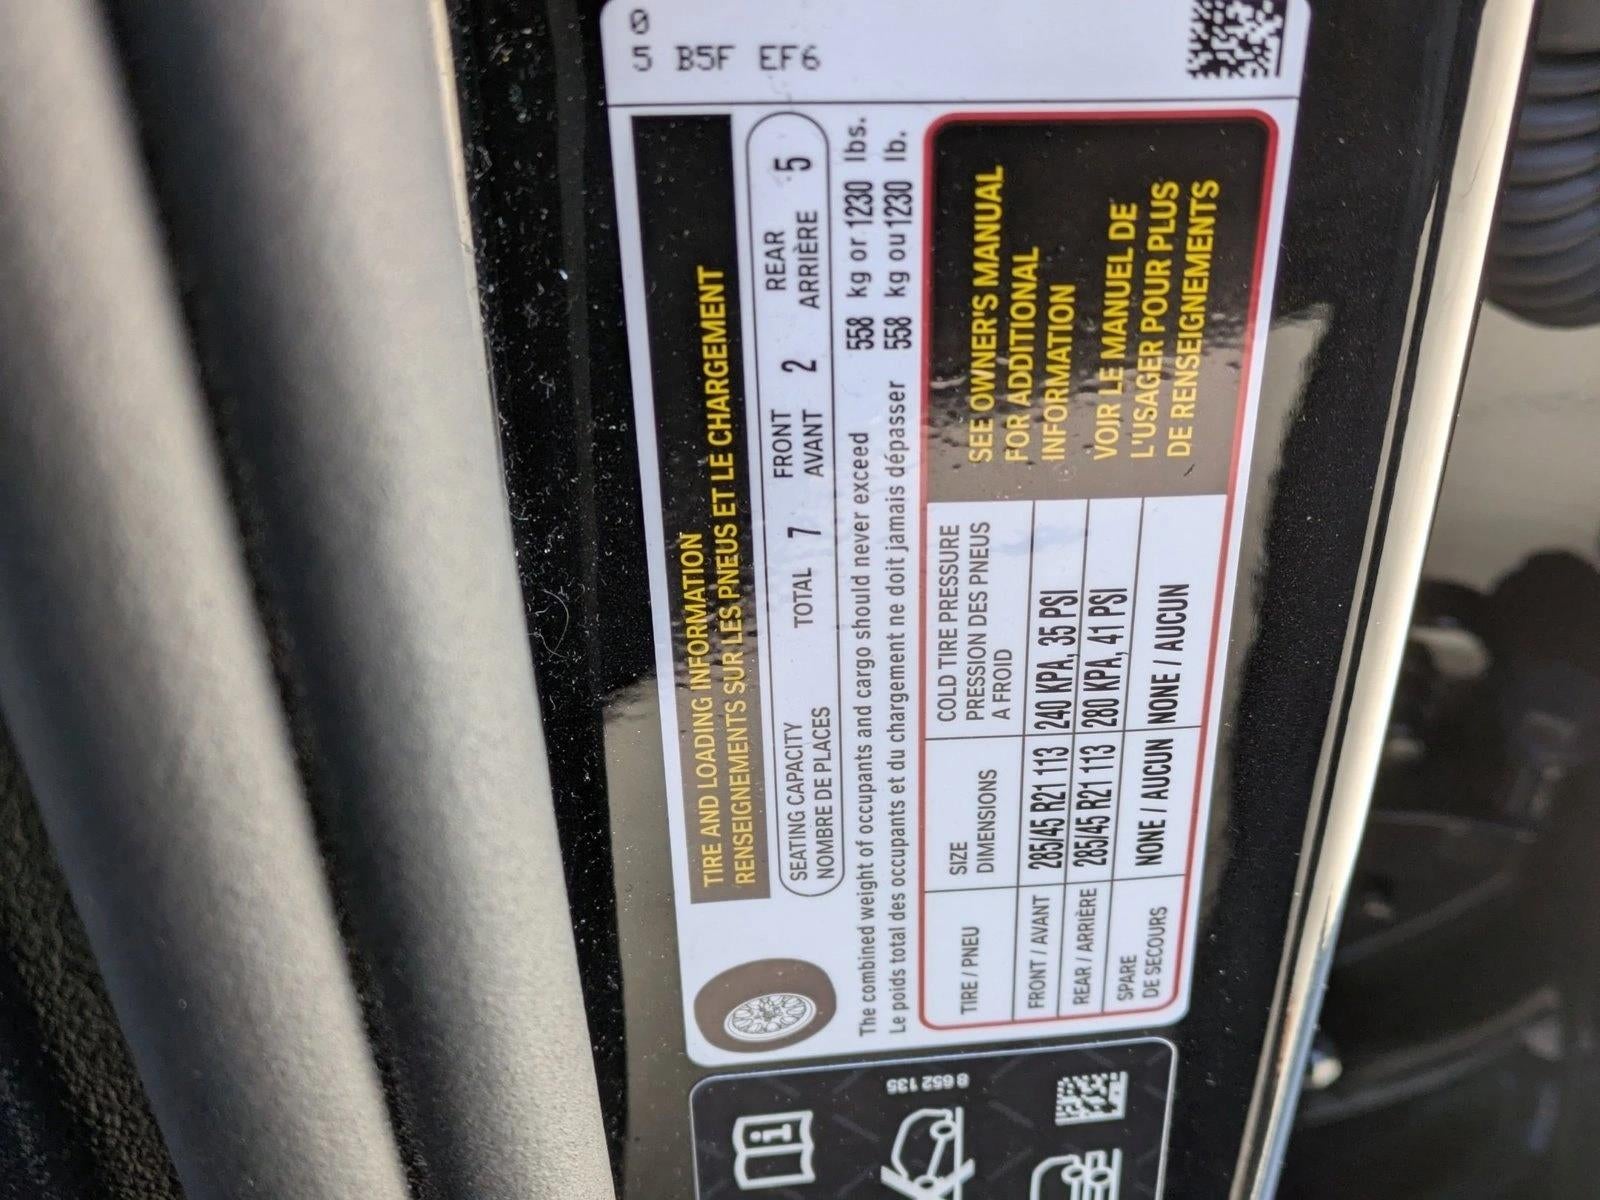 0
5 B5F EF6
TIRE AND LOADING INFORMATION
RENSEIGNEMENTS SUR LES PNEUS ET LE CHARGEMENT
SEATING CAPACITY TOTAL 7 FRONT 2 REAR 5
NOMBRE DE PLACES AVANT ARRIÈRE
The combined weight of occupants and cargo should never exceed 558 kg or 1230 lbs.
Le poids total des occupants et du chargement ne doit jamais dépasser 558 kg ou 1230 lb.
TIRE / PNEU
SIZE
DIMENSIONS
COLD TIRE PRESSURE
PRESSION DES PNEUS
A FROID
FRONT / AVANT 285/45 R21 113 240 KPA, 35 PSI
REAR / ARRIÈRE 285/45 R21 113 280 KPA, 41 PSI
SPARE
DE SECOURS
NONE / AUCUN NONE / AUCUN
SEE OWNER'S MANUAL
FOR ADDITIONAL
INFORMATION
VOIR LE MANUEL DE
L'USAGER POUR PLUS
DE RENSEIGNEMENTS
8 652 135